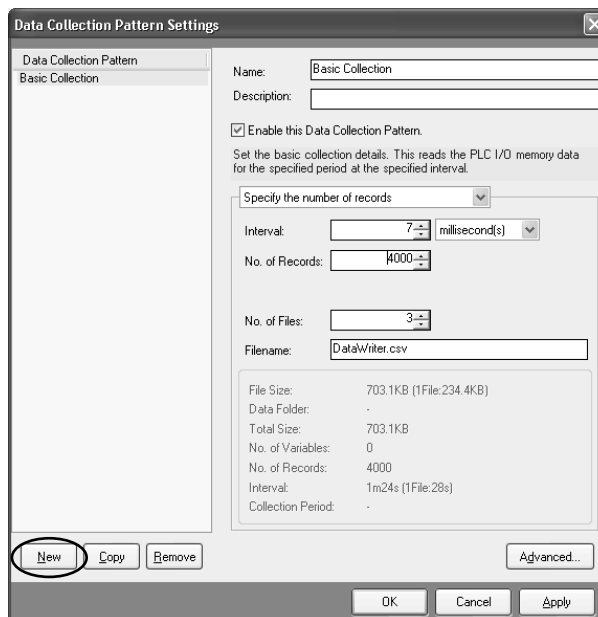 Data Collection Pattern Settings
Data Collection Pattern
Basic Collection
Name: Basic Collection
Description:
Enable this Data Collection Pattern.
Set the basic collection details. This reads the PLC I/O memory data
for the specified period at the specified interval.
Specify the number of records
Interval: 7 millisecond(s)
No. of Records: 4000
No. of Files: 3
Filename: DataWriter.csv
File Size: 703.1KB (1File:234.4KB)
Data Folder: -
Total Size: 703.1KB
No. of Variables: 0
No. of Records: 4000
Interval: 1m24s (1File:28s)
Collection Period: -
New Copy Remove Advanced...
OK Cancel Apply